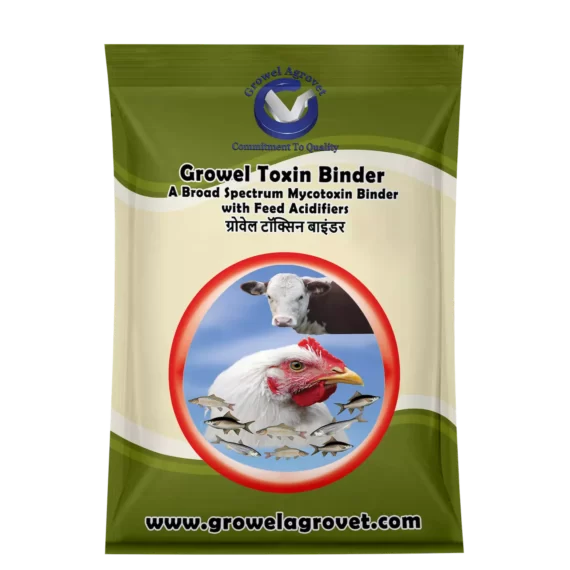 Growel Agrovet
Commitment To Quality
Growel Toxin Binder
A Broad Spectrum Mycotoxin Binder
with Feed Acidifiers
ग्रोवेल टॉक्सिन बाइंडर
www.growelagrovet.com